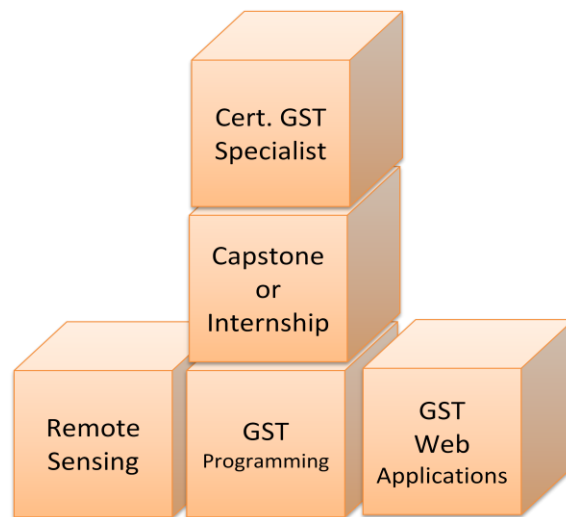 Cert. GST
Specialist
Capstone
or
Internship
Remote
Sensing
GST
Programming
GST
Web
Applications